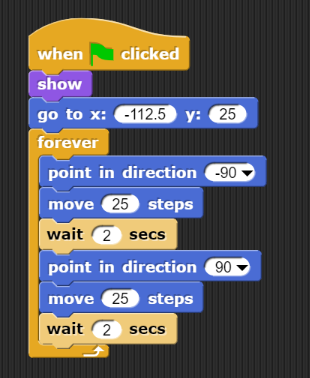 when clicked
show
go to x: -112.5 y: 25
forever
point in direction -90
move 25 steps
wait 2 secs
point in direction 90
move 25 steps
wait 2 secs